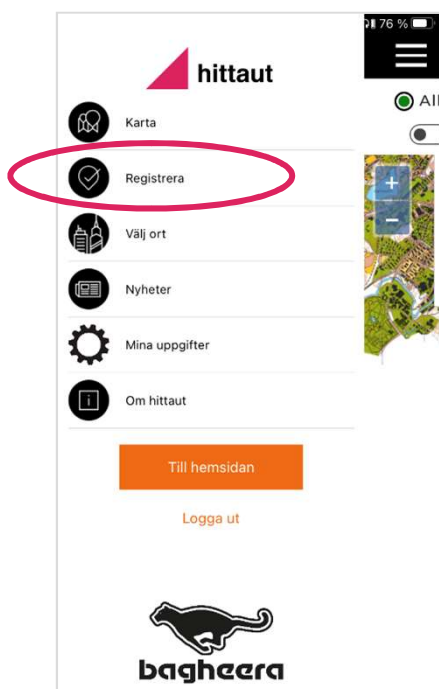 76 %
hittaut
All
Karta
Registrera
Välj ort
Nyheter
Mina uppgifter
Om hittaut
Till hemsidan
Logga ut
bagheera